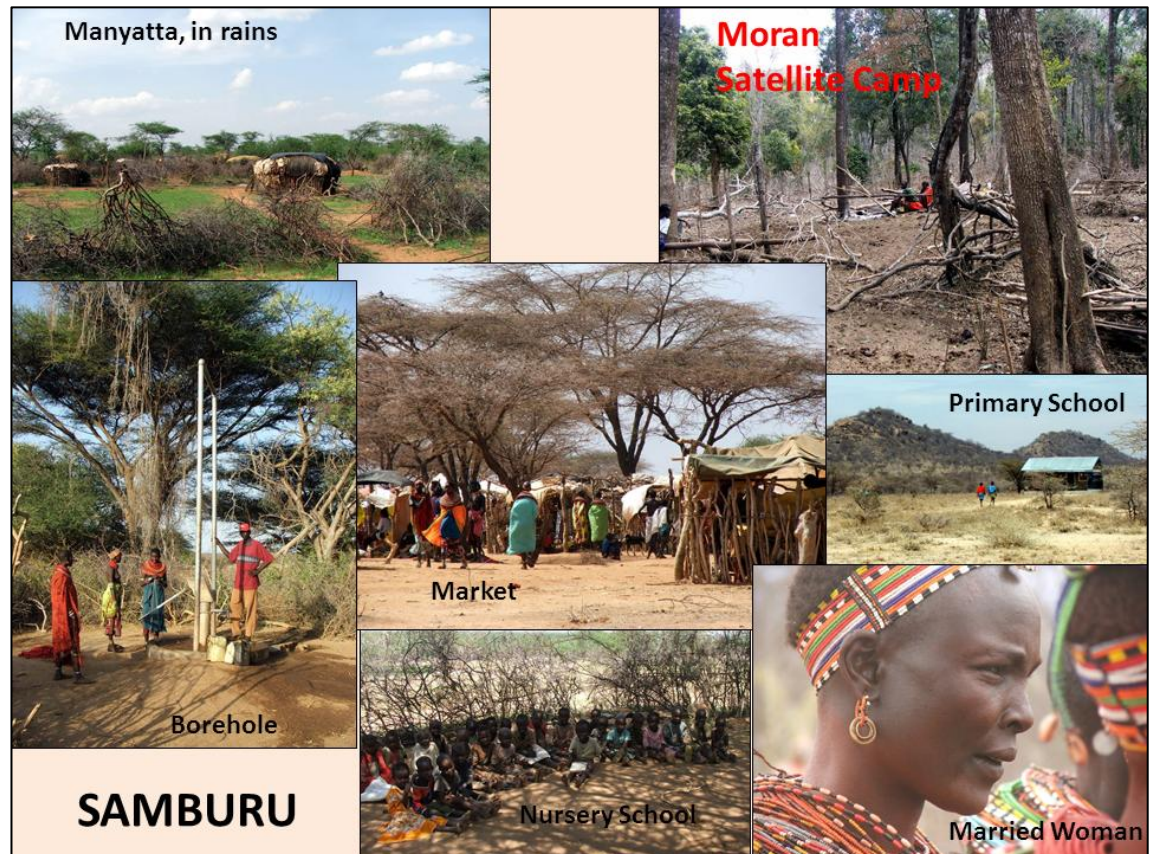 Manyatta, in rains
Moran
Satellite Camp
Primary School
Market
Borehole
Nursery School
Married Woman
SAMBURU